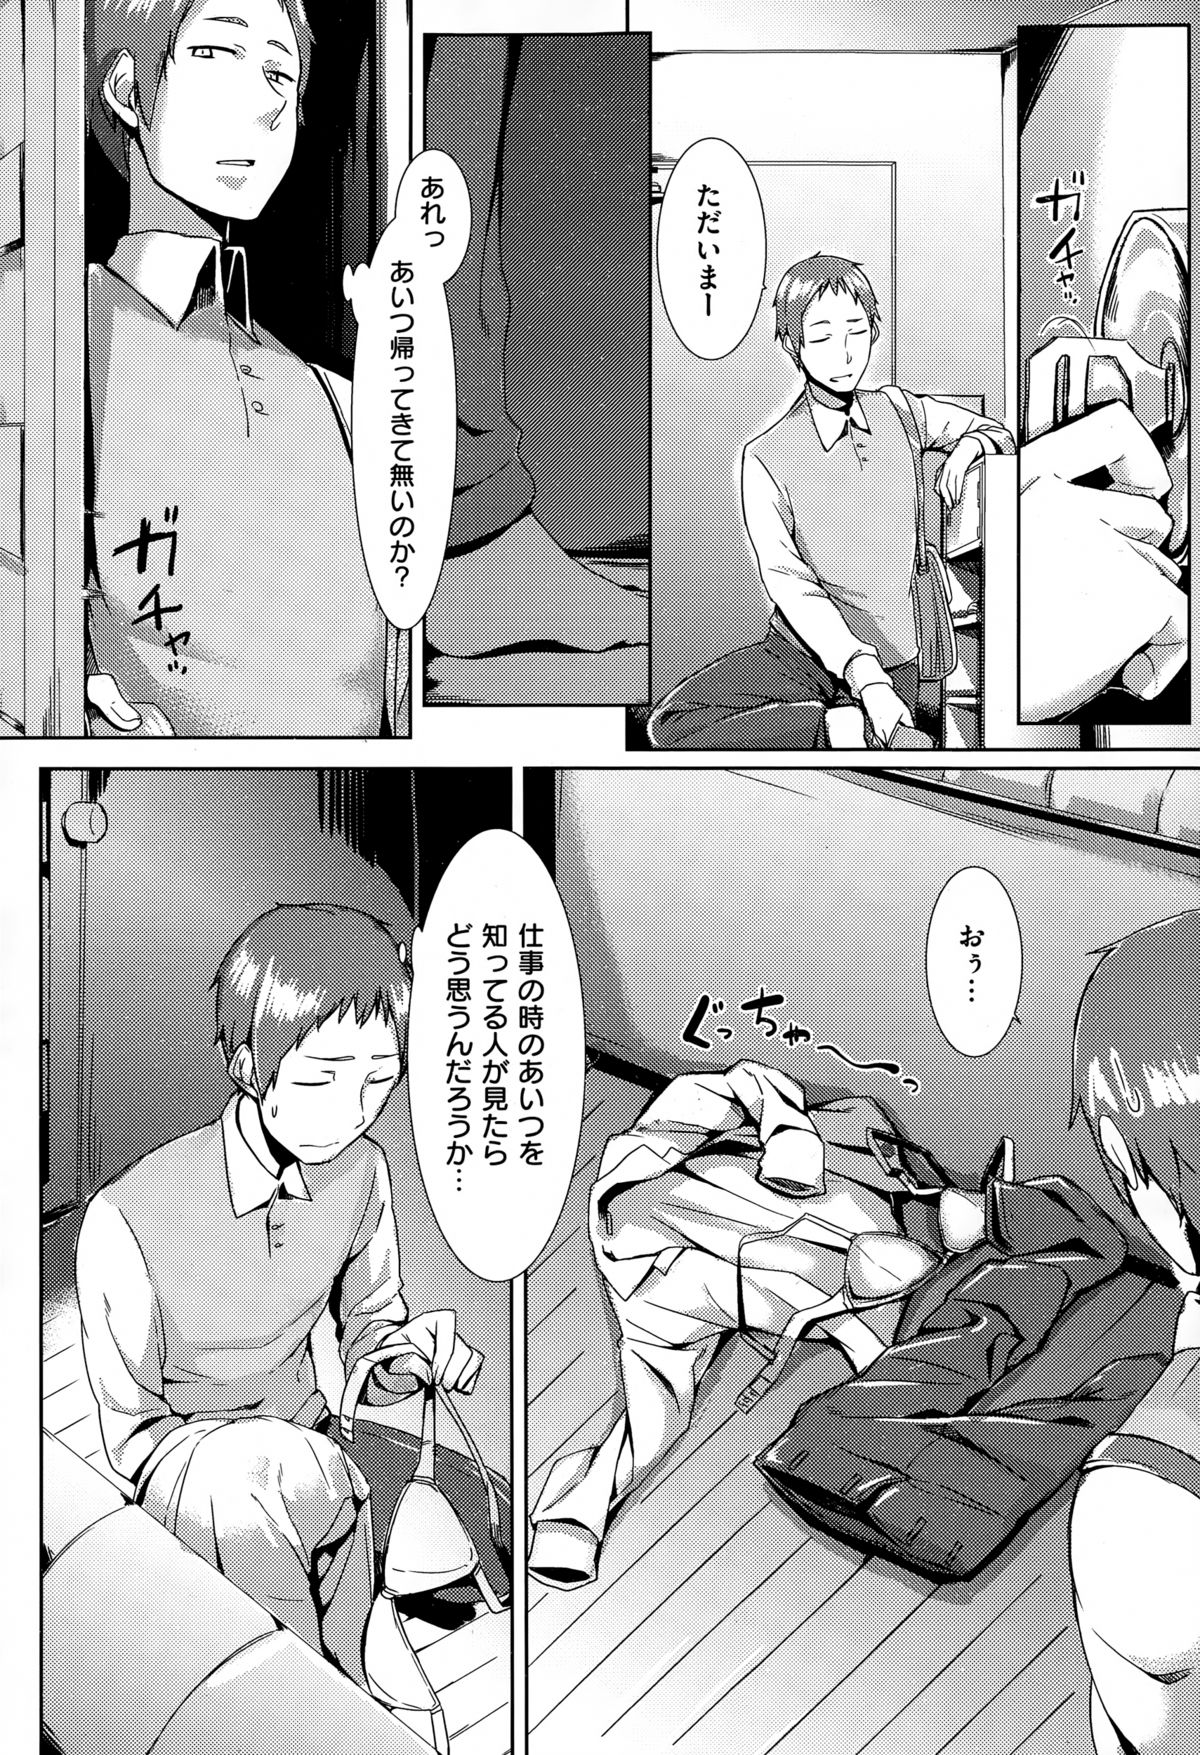 ガチャッ
ただいまー
あれっ
あいつ帰ってきて無いのか?
ガチャッ
おぅ…
ぐっちゃ〜っ
仕事の時のあいつを
知ってる人が見たら
どう思うんだろうか…